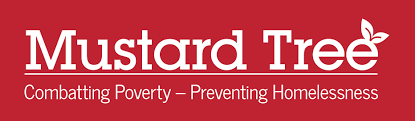 Mustard Tree
Combatting Poverty – Preventing Homelessness